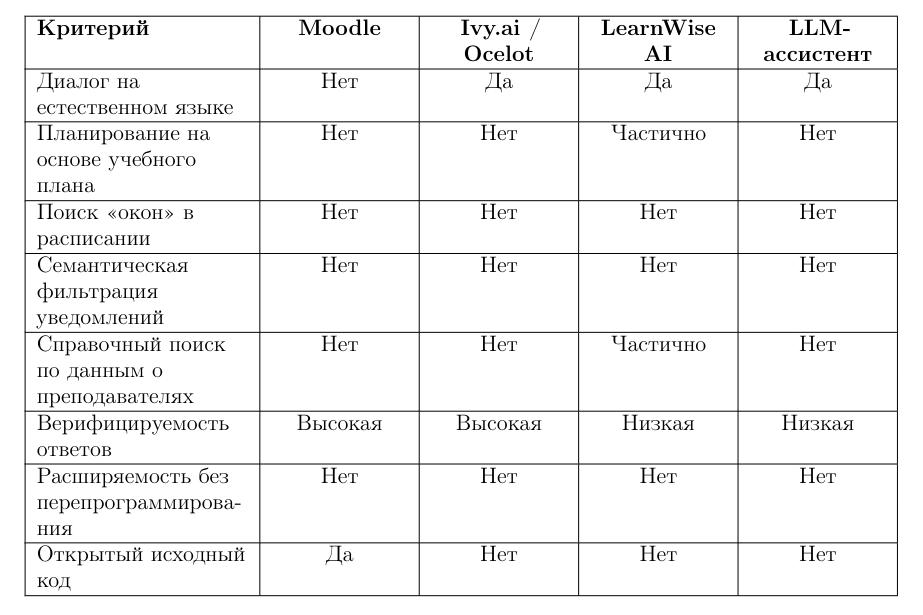 Критерий Moodle Ivy.ai / LearnWise LLM-
Ocelot AI ассистент
Диалог на Нет Да Да Да
естественном языке
Планирование на Нет Нет Частично Нет
основе учебного
плана
Поиск «окон» в Нет Нет Нет Нет
расписании
Семантическая Нет Нет Нет Нет
фильтрация
уведомлений
Справочный поиск Нет Нет Частично Нет
по данным о
преподавателях
Верифицируемость Высокая Высокая Низкая Низкая
ответов
Расширяемость без Нет Нет Нет Нет
перепрограммирова-
ния
Открытый исходный Да Нет Нет Нет
код